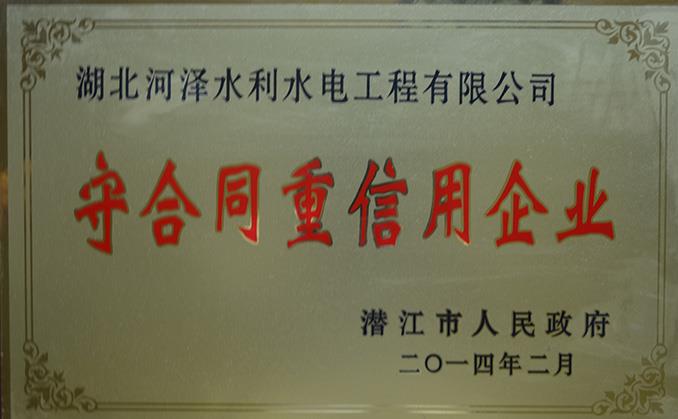 湖北河泽水利水电工程有限公司
守合同重信用企业
潜江市人民政府
二〇一四年二月